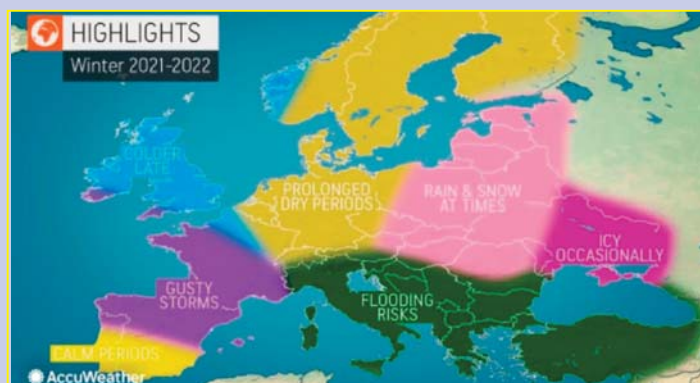 HIGHLIGHTS
Winter 2021-2022
COLDER
LATE
PROLONGED
DRY PERIODS
RAIN & SNOW
AT TIMES
ICY
OCCASIONALLY
GUSTY
STORMS
FLOODING
RISKS
CALM PERIODS
AccuWeather